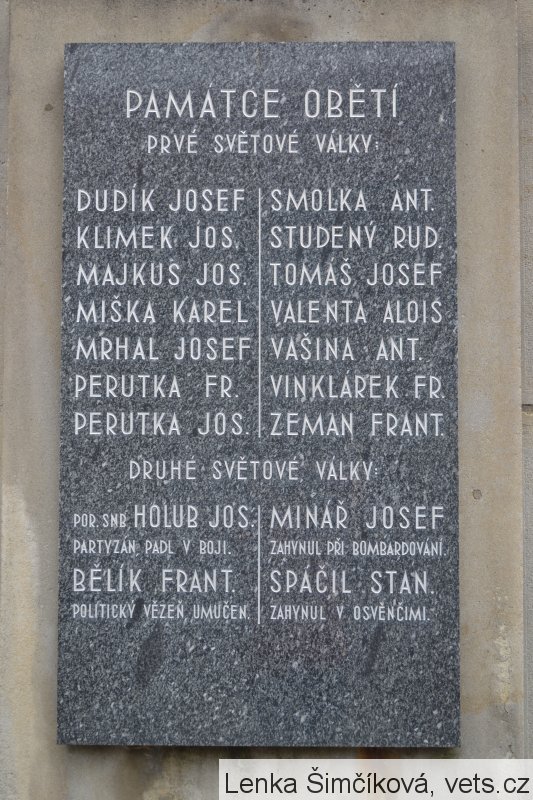 PAMÁTCE OBĚTÍ
PRVÉ SVĚTOVÉ VÁLKY:
DUDÍK JOSEF
KLIMEK JOS.
MAJKUS JOS.
MIŠKA KAREL
MRHAL JOSEF
PERUTKA FR.
PERUTKA JOS.
SMOLKA ANT.
STUDENÝ RUD.
TOMÁŠ JOSEF
VALENTA ALOIS
VAŠINA ANT.
VINKLÁREK FR.
ZEMAN FRANT.
DRUHÉ SVĚTOVÉ VÁLKY:
POR. SNB. HOLUB JOS.
PARTYZÁN, PADL V BOJI.
BĚLÍK FRANT.
POLITICKÝ VĚZEŇ, UMUČEN.
MINAŘ JOSEF
ZAHYNUL PŘI BOMBARDOVÁNÍ.
SPÁČIL STAN.
ZAHYNUL V OSVĚNČIMI.
Lenka Šimčíková, vets.cz